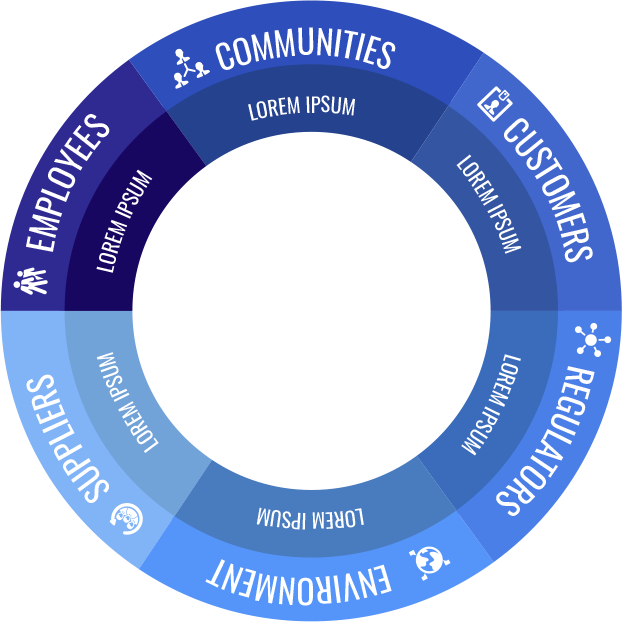 COMMUNITIES
LOREM IPSUM
CUSTOMERS
LOREM IPSUM
REGULATORS
LOREM IPSUM
ENVIRONMENT
LOREM IPSUM
SUPPLIERS
LOREM IPSUM
EMPLOYEES
LOREM IPSUM